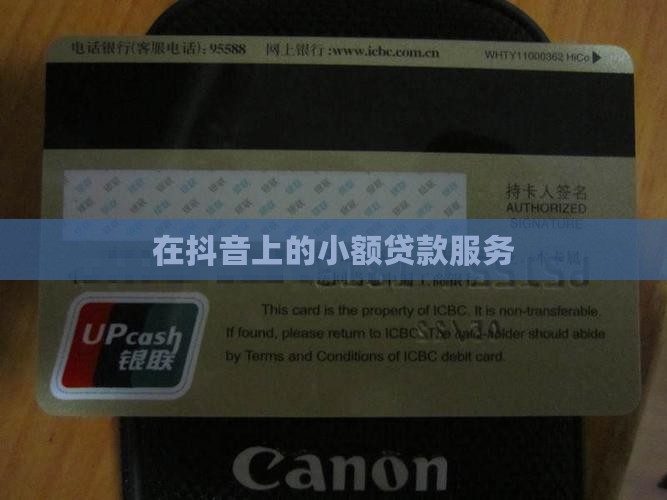 电话银行(客服电话):95588 网上银行:www.icbc.com.cn
WHTY11000362 HiCo
持卡人签名
AUTHORIZED
SIGNATURE
在抖音上的小额贷款服务
This card is the property of ICBC. It is non-transferable.
If found, please return to ICBC. The card-holder should abide
by Terms and Conditions of ICBC debit card.
UPcash
银联
Canon